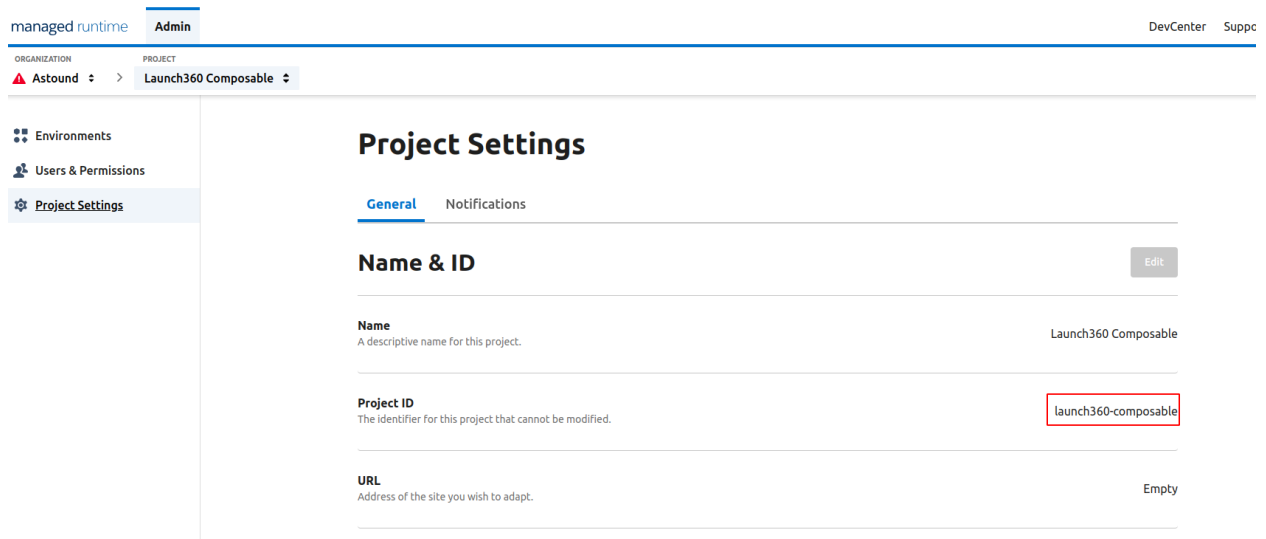 managed runtime Admin DevCenter Suppo
ORGANIZATION PROJECT
Astound > Launch360 Composable
Environments
Users & Permissions
Project Settings
Project Settings
General Notifications
Name & ID Edit
Name
A descriptive name for this project.
Launch360 Composable
Project ID
The identifier for this project that cannot be modified.
launch360-composable
URL
Address of the site you wish to adapt.
Empty